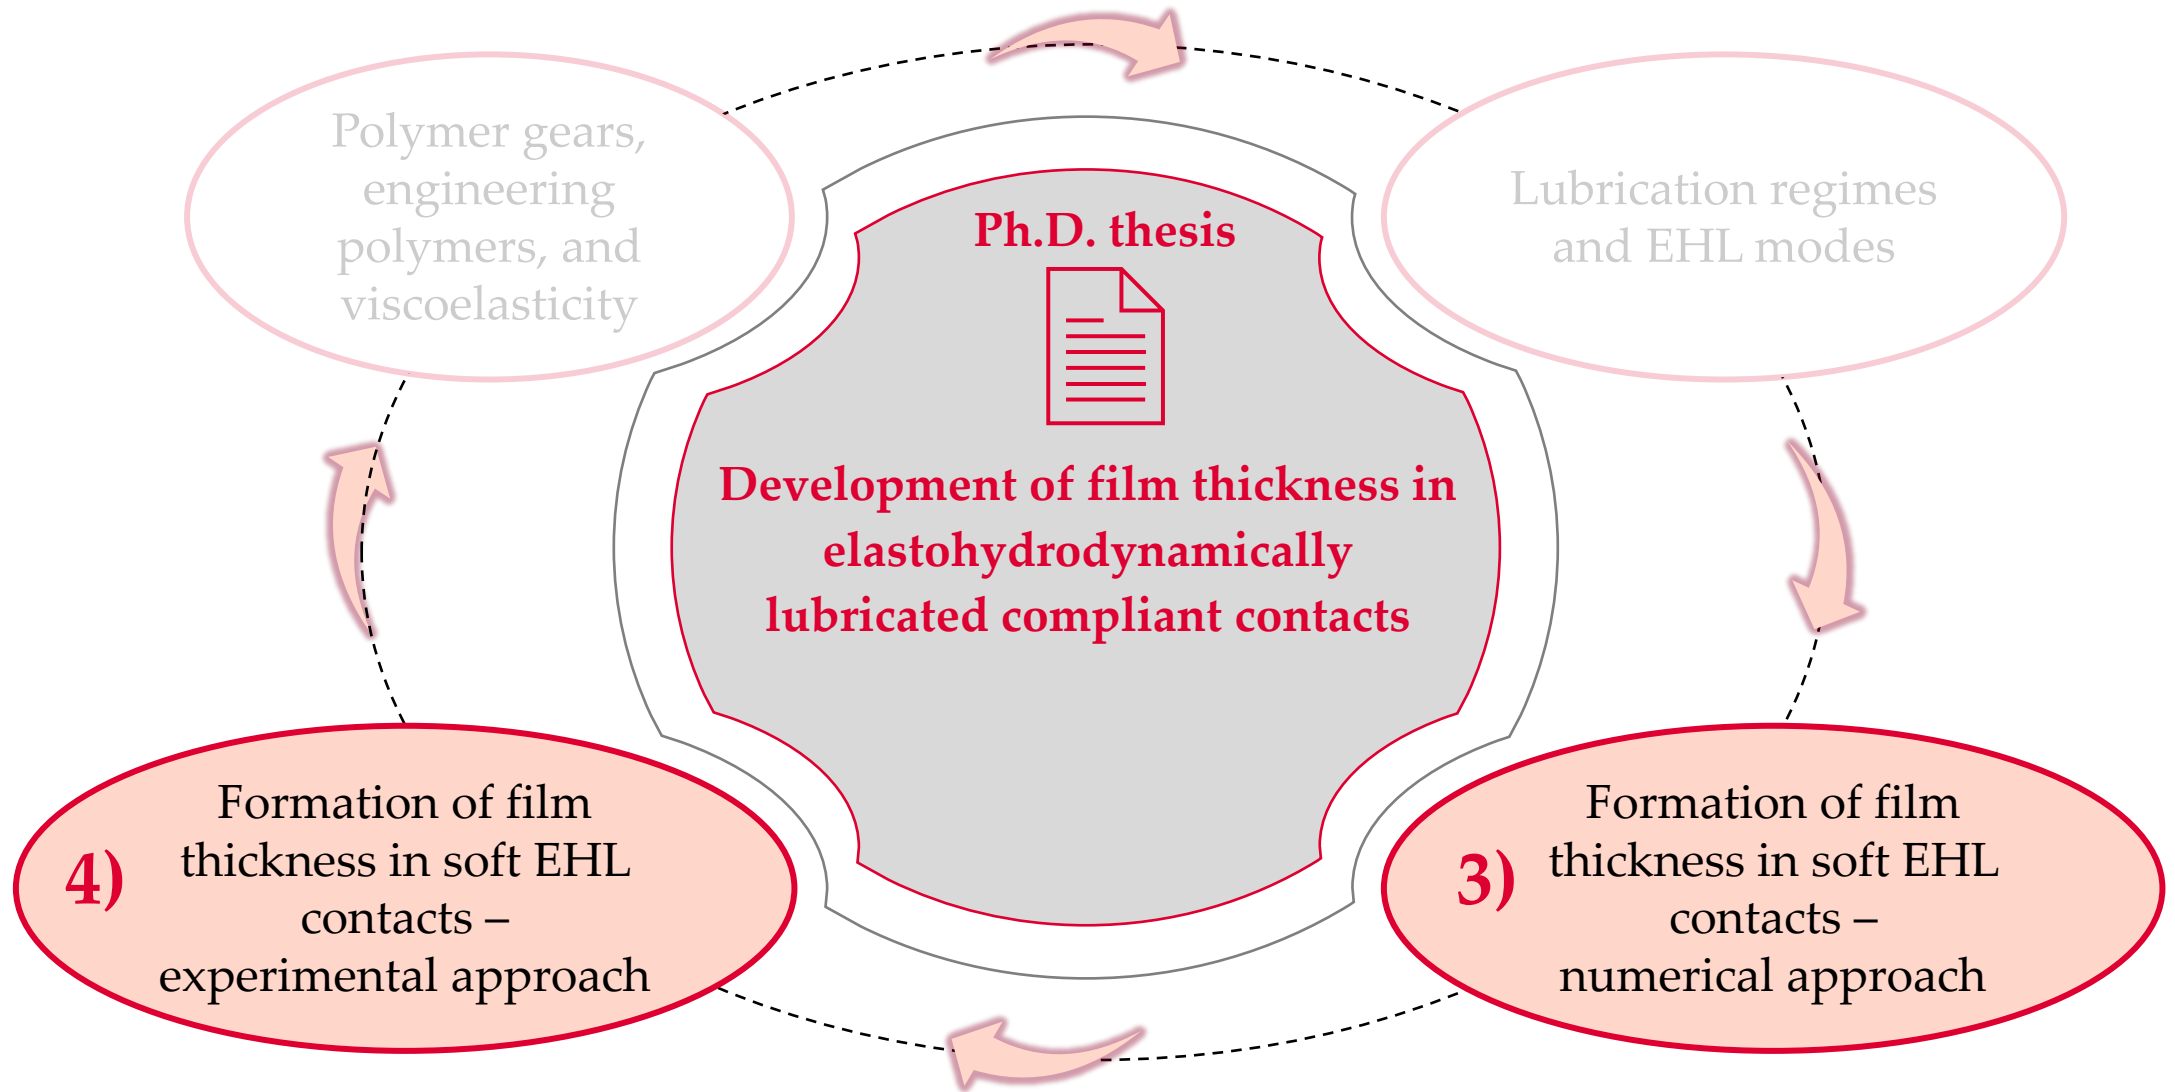 Polymer gears,
engineering
polymers, and
viscoelasticity
Lubrication regimes
and EHL modes
Ph.D. thesis
Development of film thickness in
elastohydrodynamically
lubricated compliant contacts
4)
Formation of film
thickness in soft EHL
contacts –
experimental approach
3)
Formation of film
thickness in soft EHL
contacts –
numerical approach